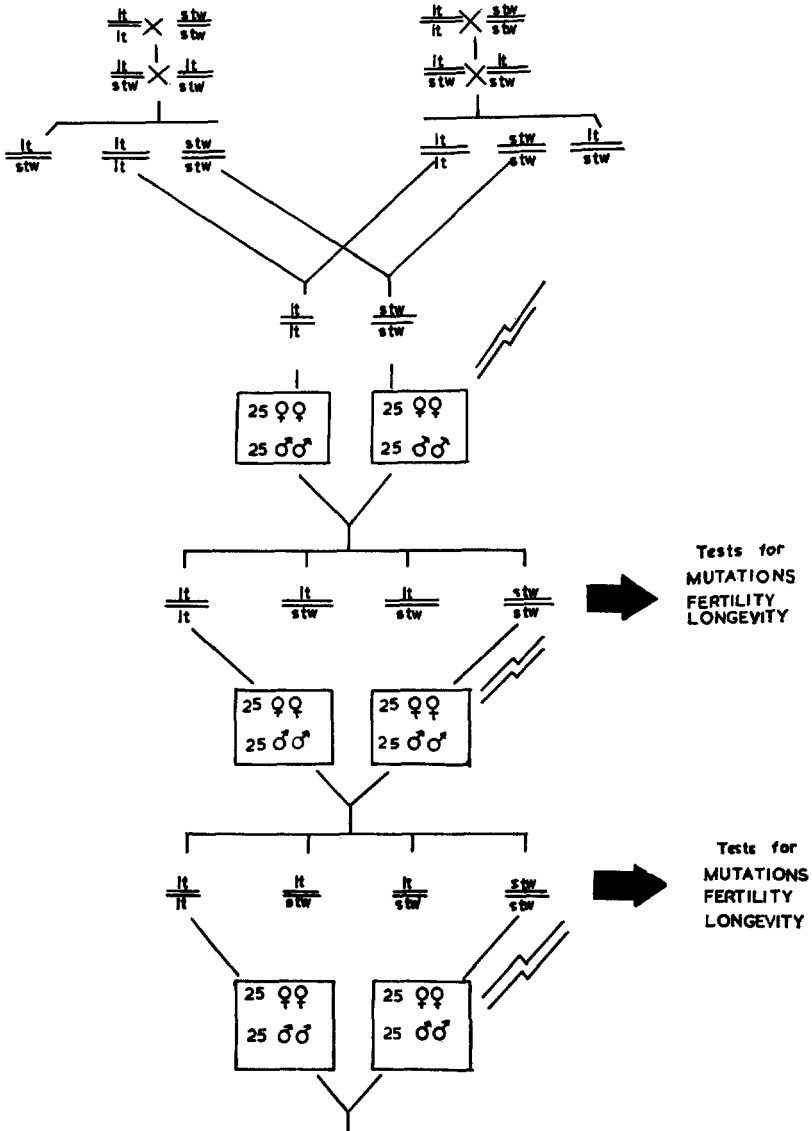 lt × stw lt × stw
lt stw lt stw
lt × lt lt × lt
stw stw stw stw
lt lt stw lt stw lt
stw lt stw lt stw stw
lt stw
lt stw
25 ♀♀ 25 ♀♀
25 ♂♂ 25 ♂♂
lt lt lt stw
lt stw stw stw
Tests for
MUTATIONS
FERTILITY
LONGEVITY
25 ♀♀ 25 ♀♀
25 ♂♂ 25 ♂♂
lt lt lt stw
lt stw stw stw
Tests for
MUTATIONS
FERTILITY
LONGEVITY
25 ♀♀ 25 ♀♀
25 ♂♂ 25 ♂♂